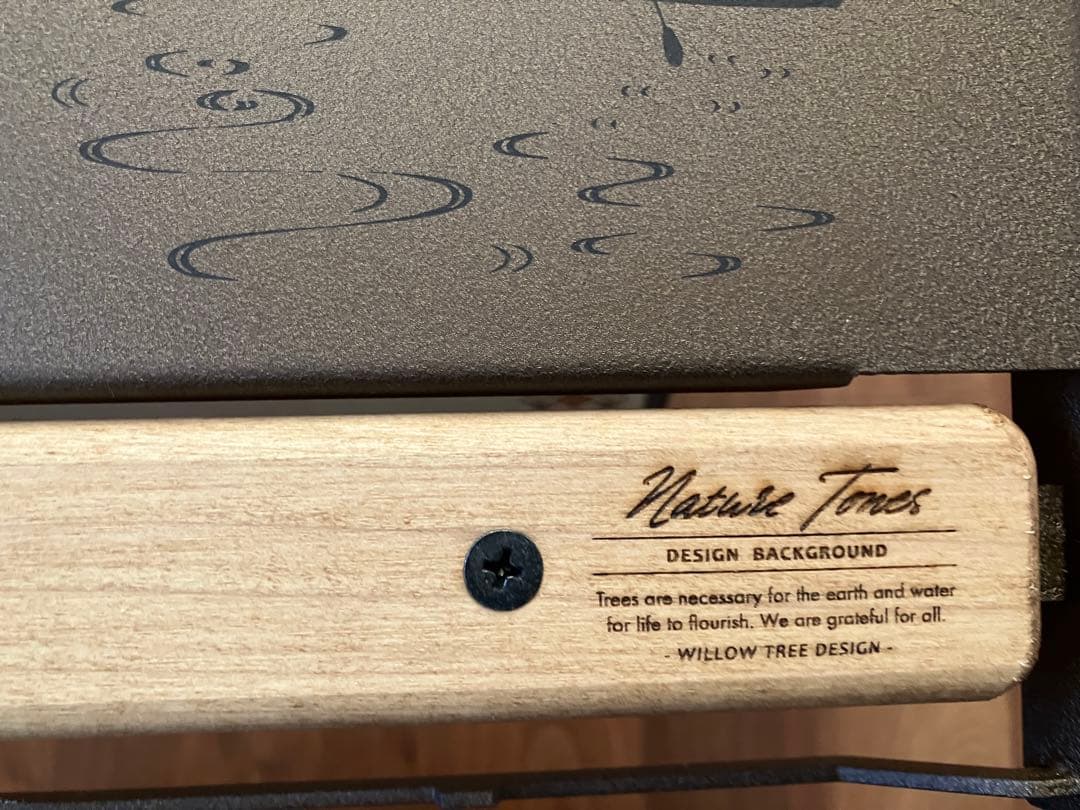 Nature Tones
DESIGN BACKGROUND
Trees are necessary for the earth and water
for life to flourish. We are grateful for all.
- WILLOW TREE DESIGN -